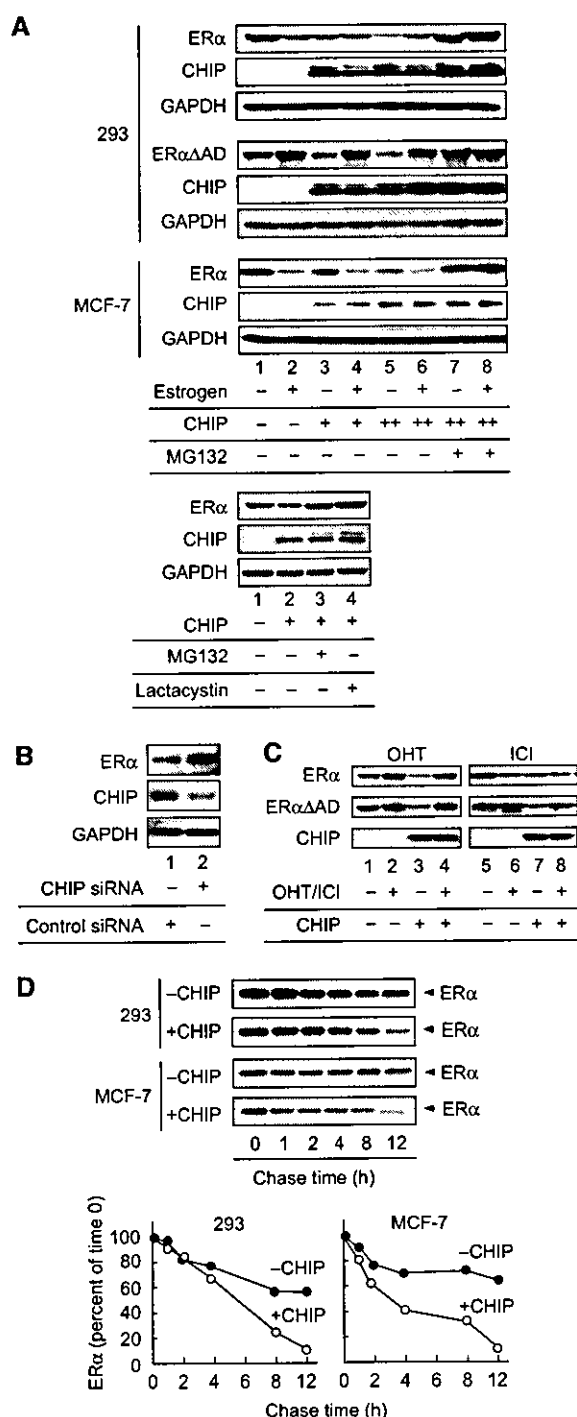 A
293
ERα
CHIP
GAPDH
ERαΔAD
CHIP
GAPDH
MCF-7
ERα
CHIP
GAPDH
1 2 3 4 5 6 7 8
Estrogen – + – + – + – +
CHIP – – + + ++ ++ ++ ++
MG132 – – – – – – + +
ERα
CHIP
GAPDH
1 2 3 4
CHIP – + + +
MG132 – – + –
Lactacystin – – – +
B
ERα
CHIP
GAPDH
1 2
CHIP siRNA – +
Control siRNA + –
C
OHT ICI
ERα
ERαΔAD
CHIP
1 2 3 4 5 6 7 8
OHT/ICI – + – + – + – +
CHIP – – + + – – + +
D
293
–CHIP ERα
+CHIP ERα
MCF-7
–CHIP ERα
+CHIP ERα
0 1 2 4 8 12
Chase time (h)
293 MCF-7
ERα (percent of time 0)
100
80
60
40
20
0
–CHIP
+CHIP
–CHIP
+CHIP
0 2 4 6 8 10 12 0 2 4 6 8 10 12
Chase time (h)